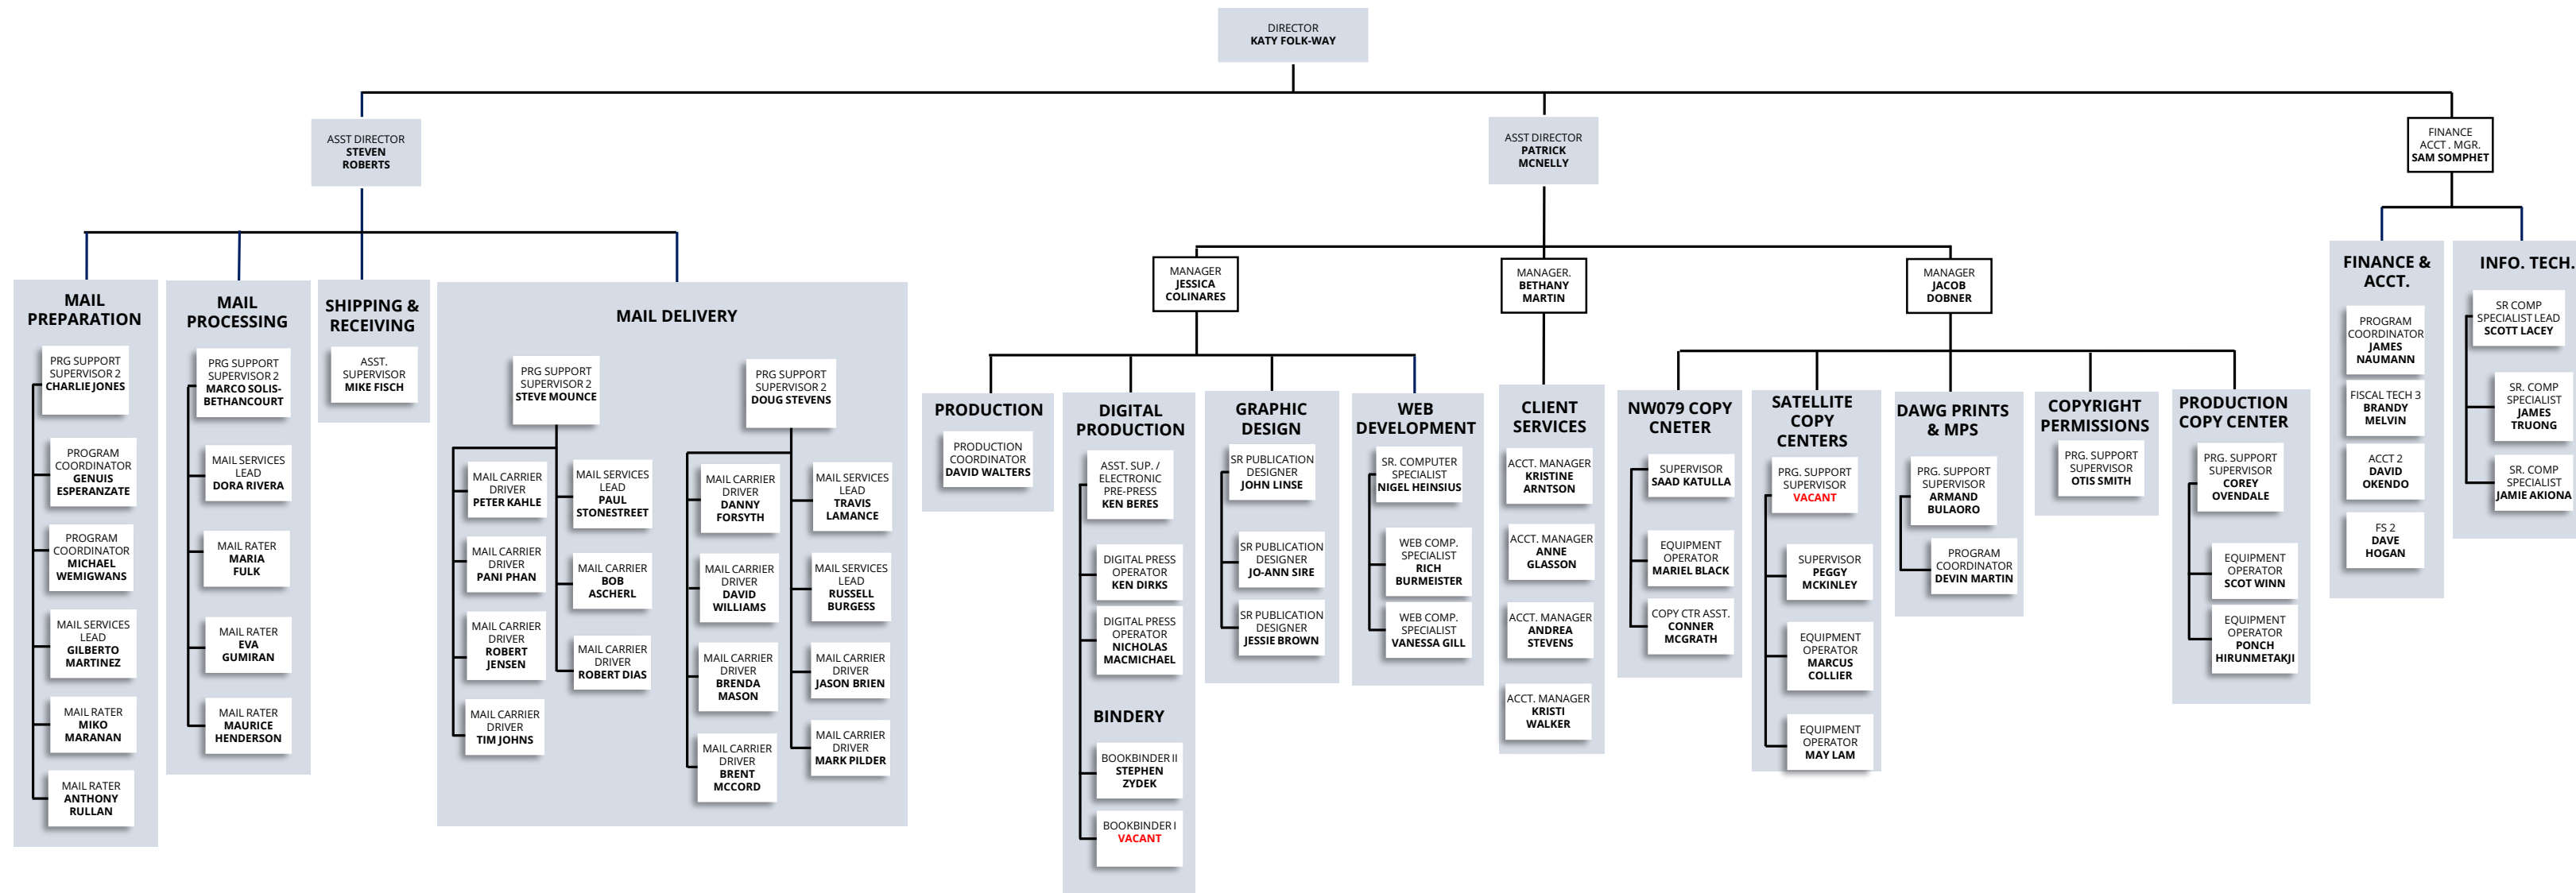 DIRECTOR
KATY FOLK-WAY
ASST DIRECTOR
STEVEN
ROBERTS
ASST DIRECTOR
PATRICK
MCNELLY
FINANCE
ACCT . MGR.
SAM SOMPHET
MANAGER
JESSICA
COLINARES
MANAGER.
BETHANY
MARTIN
MANAGER
JACOB
DOBNER
MAIL
PREPARATION
PRG SUPPORT
SUPERVISOR 2
CHARLIE JONES
PROGRAM
COORDINATOR
GENUIS
ESPERANZATE
PROGRAM
COORDINATOR
MICHAEL
WEMIGWANS
MAIL SERVICES
LEAD
GILBERTO
MARTINEZ
MAIL RATER
MIKO
MARANAN
MAIL RATER
ANTHONY
RULLAN
MAIL
PROCESSING
PRG SUPPORT
SUPERVISOR 2
MARCO SOLIS-
BETHANCOURT
MAIL SERVICES
LEAD
DORA RIVERA
MAIL RATER
MARIA
FULK
MAIL RATER
EVA
GUMIRAN
MAIL RATER
MAURICE
HENDERSON
SHIPPING &
RECEIVING
ASST.
SUPERVISOR
MIKE FISCH
MAIL DELIVERY
PRG SUPPORT
SUPERVISOR 2
STEVE MOUNCE
MAIL CARRIER
DRIVER
PETER KAHLE
MAIL CARRIER
DRIVER
PANI PHAN
MAIL CARRIER
DRIVER
ROBERT
JENSEN
MAIL CARRIER
DRIVER
TIM JOHNS
MAIL SERVICES
LEAD
PAUL
STONESTREET
MAIL CARRIER
BOB
ASCHERL
MAIL CARRIER
DRIVER
ROBERT DIAS
PRG SUPPORT
SUPERVISOR 2
DOUG STEVENS
MAIL CARRIER
DRIVER
DANNY
FORSYTH
MAIL CARRIER
DRIVER
DAVID
WILLIAMS
MAIL CARRIER
DRIVER
BRENDA
MASON
MAIL CARRIER
DRIVER
BRENT
MCCORD
MAIL SERVICES
LEAD
TRAVIS
LAMANCE
MAIL SERVICES
LEAD
RUSSELL
BURGESS
MAIL CARRIER
DRIVER
JASON BRIEN
MAIL CARRIER
DRIVER
MARK PILDER
PRODUCTION
PRODUCTION
COORDINATOR
DAVID WALTERS
DIGITAL
PRODUCTION
ASST. SUP. /
ELECTRONIC
PRE-PRESS
KEN BERES
DIGITAL PRESS
OPERATOR
KEN DIRKS
DIGITAL PRESS
OPERATOR
NICHOLAS
MACMICHAEL
BINDERY
BOOKBINDER II
STEPHEN
ZYDEK
BOOKBINDER I
VACANT
GRAPHIC
DESIGN
SR PUBLICATION
DESIGNER
JOHN LINSE
SR PUBLICATION
DESIGNER
JO-ANN SIRE
SR PUBLICATION
DESIGNER
JESSIE BROWN
WEB
DEVELOPMENT
SR. COMPUTER
SPECIALIST
NIGEL HEINSIUS
WEB COMP.
SPECIALIST
RICH
BURMEISTER
WEB COMP.
SPECIALIST
VANESSA GILL
CLIENT
SERVICES
ACCT. MANAGER
KRISTINE
ARNTSON
ACCT. MANAGER
ANNE
GLASSON
ACCT. MANAGER
ANDREA
STEVENS
ACCT. MANAGER
KRISTI
WALKER
NW079 COPY
CNETER
SUPERVISOR
SAAD KATULLA
EQUIPMENT
OPERATOR
MARIEL BLACK
COPY CTR ASST.
CONNER
MCGRATH
SATELLITE
COPY
CENTERS
PRG. SUPPORT
SUPERVISOR
VACANT
SUPERVISOR
PEGGY
MCKINLEY
EQUIPMENT
OPERATOR
MARCUS
COLLIER
EQUIPMENT
OPERATOR
MAY LAM
DAWG PRINTS
& MPS
PRG. SUPPORT
SUPERVISOR
ARMAND
BULAORO
PROGRAM
COORDINATOR
DEVIN MARTIN
COPYRIGHT
PERMISSIONS
PRG. SUPPORT
SUPERVISOR
OTIS SMITH
PRODUCTION
COPY CENTER
PRG. SUPPORT
SUPERVISOR
COREY
OVENDALE
EQUIPMENT
OPERATOR
SCOT WINN
EQUIPMENT
OPERATOR
PONCH
HIRUNMETAKJI
FINANCE &
ACCT.
PROGRAM
COORDINATOR
JAMES
NAUMANN
FISCAL TECH 3
BRANDY
MELVIN
ACCT 2
DAVID
OKENDO
FS 2
DAVE
HOGAN
INFO. TECH.
SR COMP
SPECIALIST LEAD
SCOTT LACEY
SR. COMP
SPECIALIST
JAMES
TRUONG
SR. COMP
SPECIALIST
JAMIE AKIONA